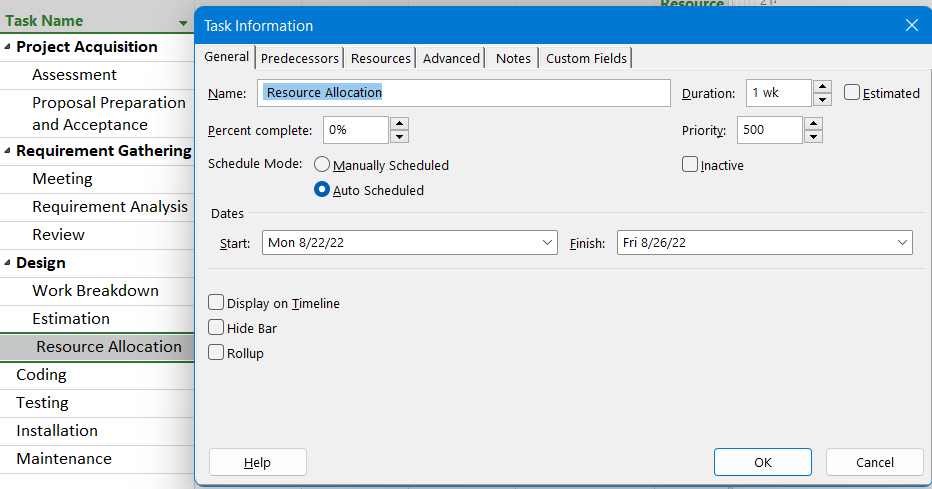 Resource
21
Task Name
Project Acquisition
Assessment
Proposal Preparation
and Acceptance
Requirement Gathering
Meeting
Requirement Analysis
Review
Design
Work Breakdown
Estimation
Resource Allocation
Coding
Testing
Installation
Maintenance
Task Information
General Predecessors Resources Advanced Notes Custom Fields
Name: Resource Allocation Duration: 1 wk Estimated
Percent complete: 0% Priority: 500
Schedule Mode: Manually Scheduled Inactive
Auto Scheduled
Dates
Start: Mon 8/22/22 Finish: Fri 8/26/22
Display on Timeline
Hide Bar
Rollup
Help OK Cancel